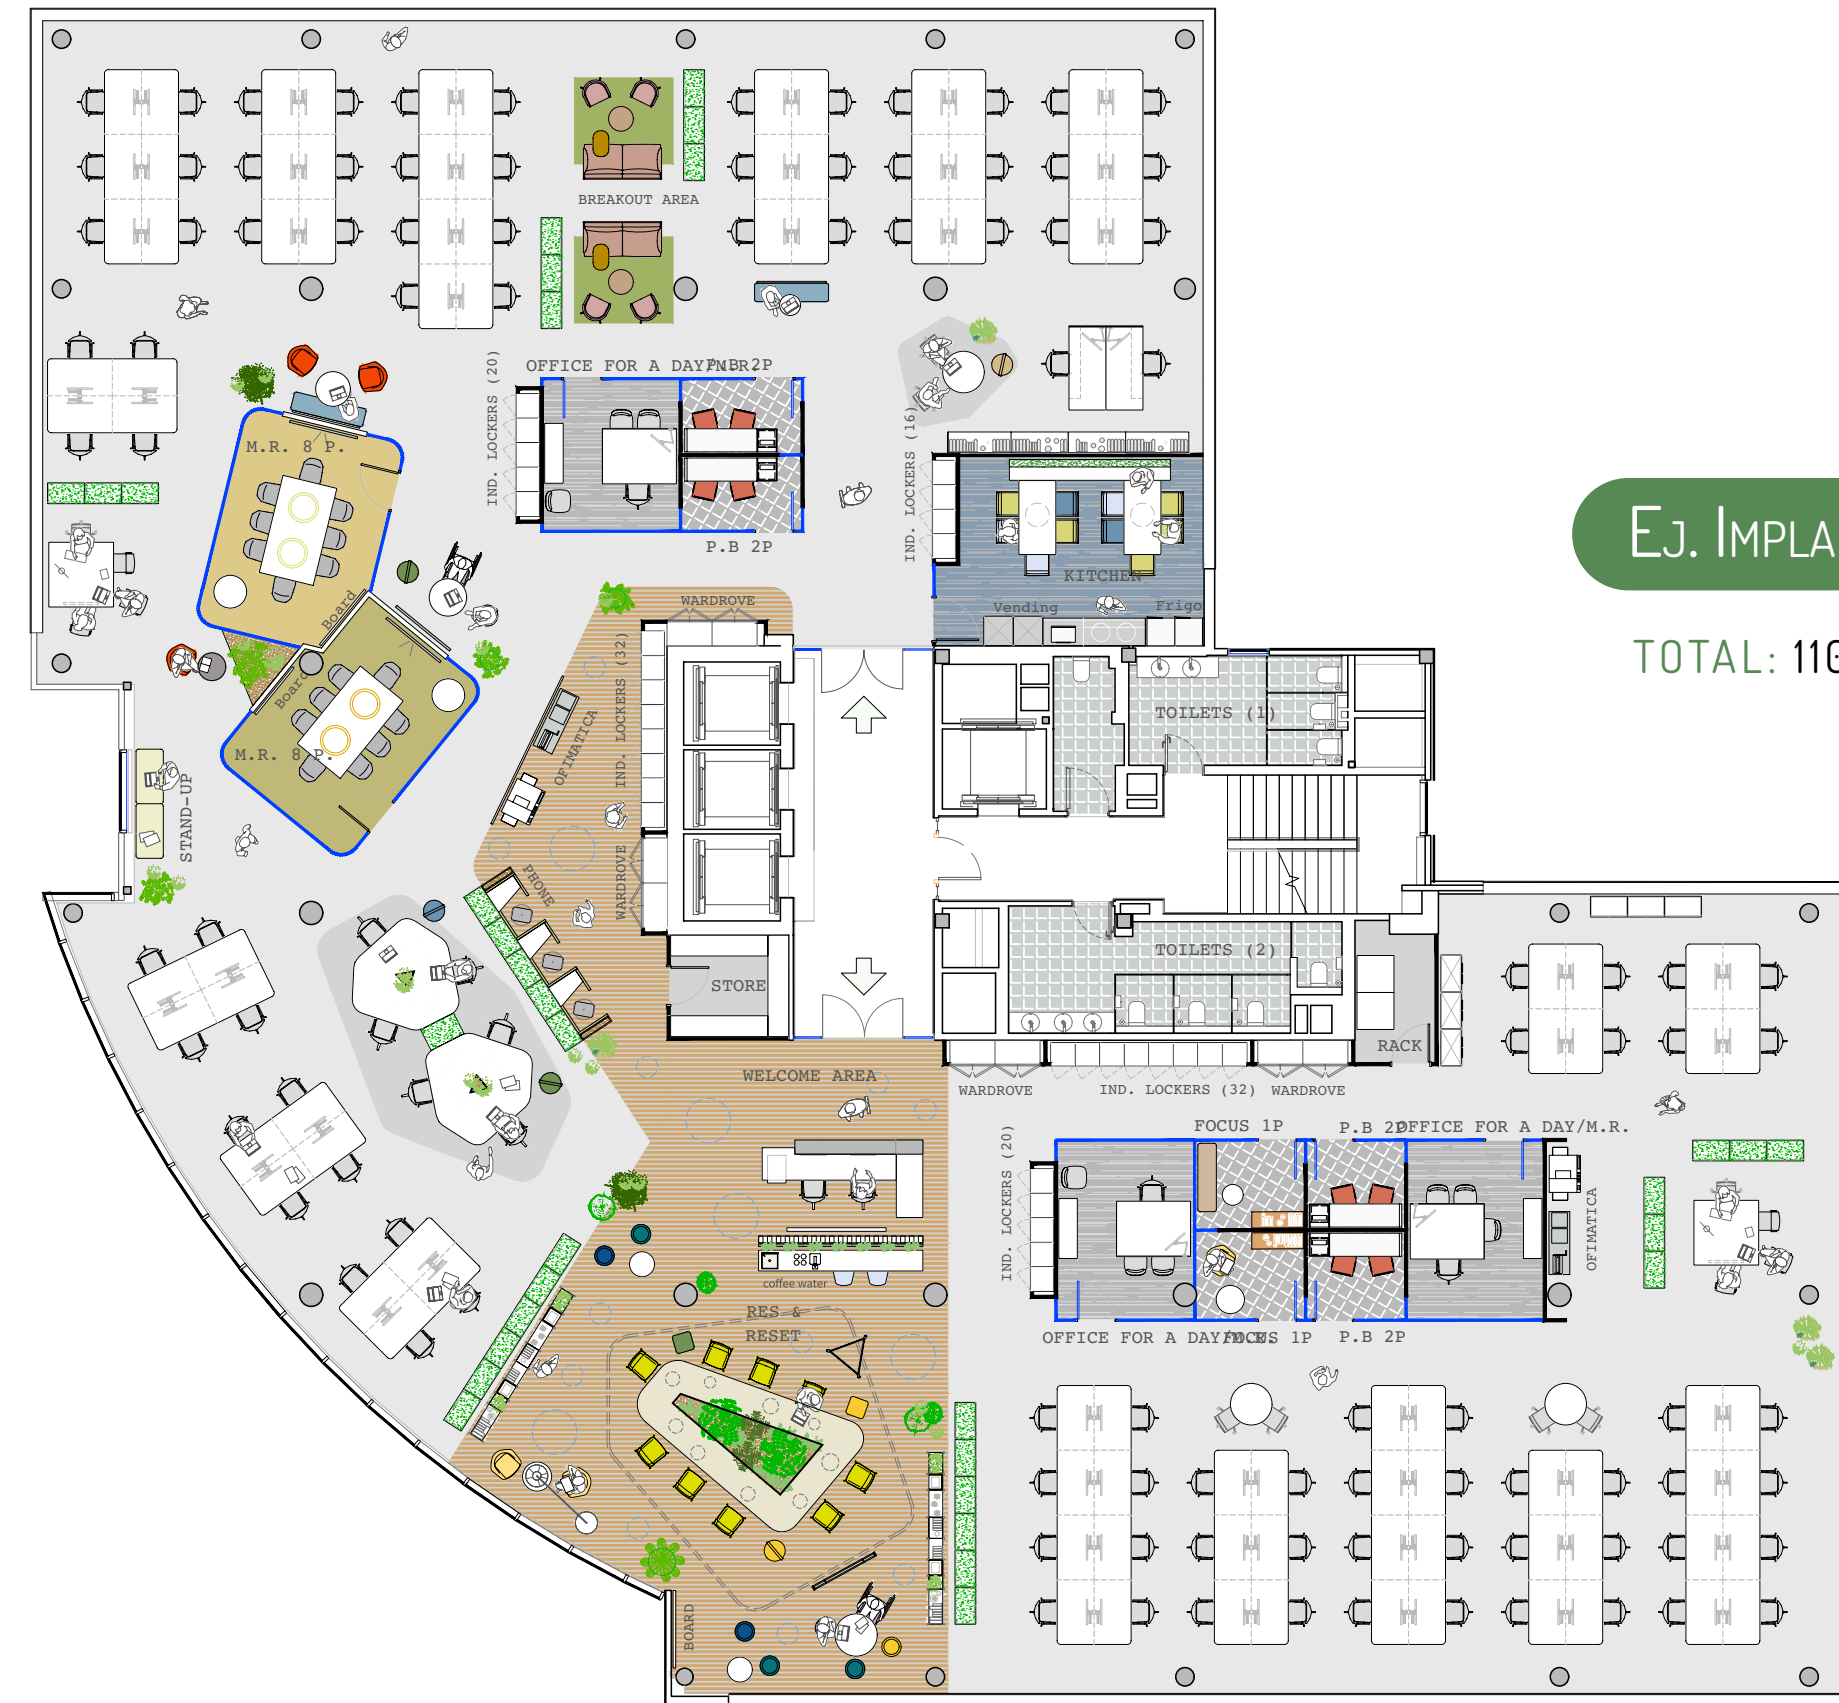 BREAKOUT AREA
IND. LOCKERS (20)
OFFICE FOR A DAY/M.R.
P.B 2P
P.B 2P
IND. LOCKERS (16)
M.R. 8 P.
Board
Board
M.R. 8 P.
KITCHEN
Vending
Frigo
WARDROVE
IND. LOCKERS (32)
OFIMATICA
STAND-UP
WARDROVE
PHONE
TOILETS (1)
TOILETS (2)
STORE
RACK
WELCOME AREA
WARDROVE
IND. LOCKERS (32)
WARDROVE
IND. LOCKERS (20)
FOCUS 1P
P.B 2P
OFFICE FOR A DAY/M.R.
OFIMATICA
coffee water
RES &
RESET
OFFICE FOR A DAY/M.R.
FOCUS 1P
P.B 2P
BOARD
EJ. IMPLA
TOTAL: 11